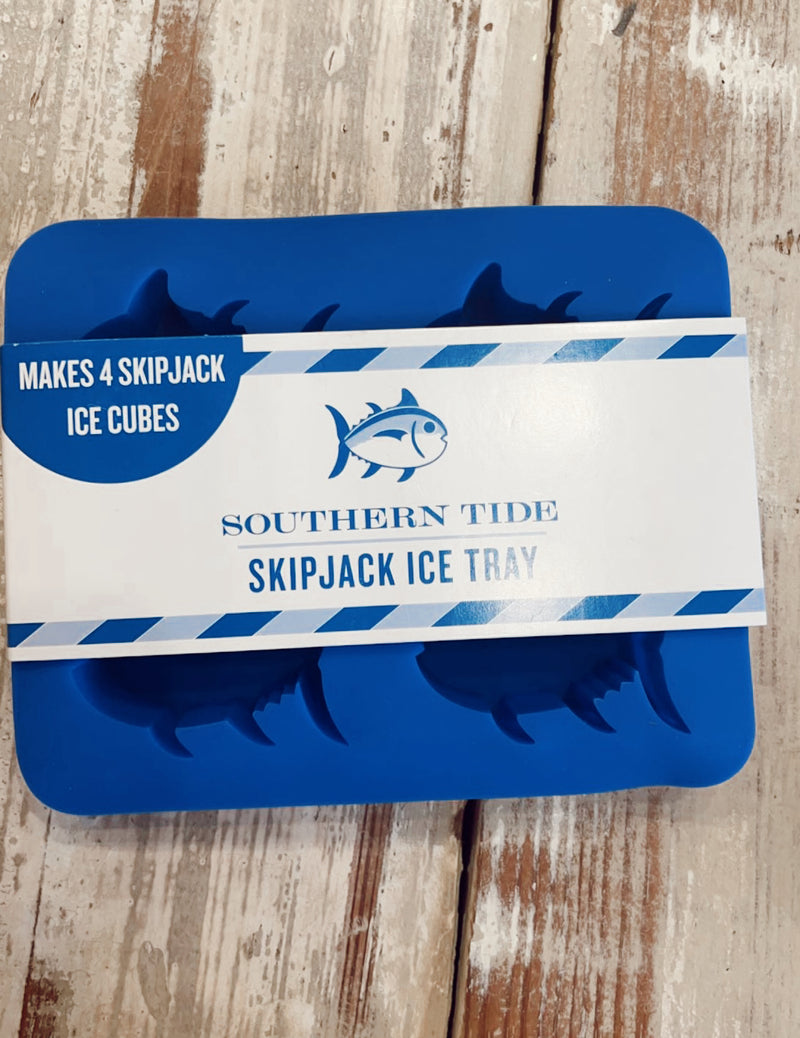 MAKES 4 SKIPJACK
ICE CUBES
SOUTHERN TIDE
SKIPJACK ICE TRAY